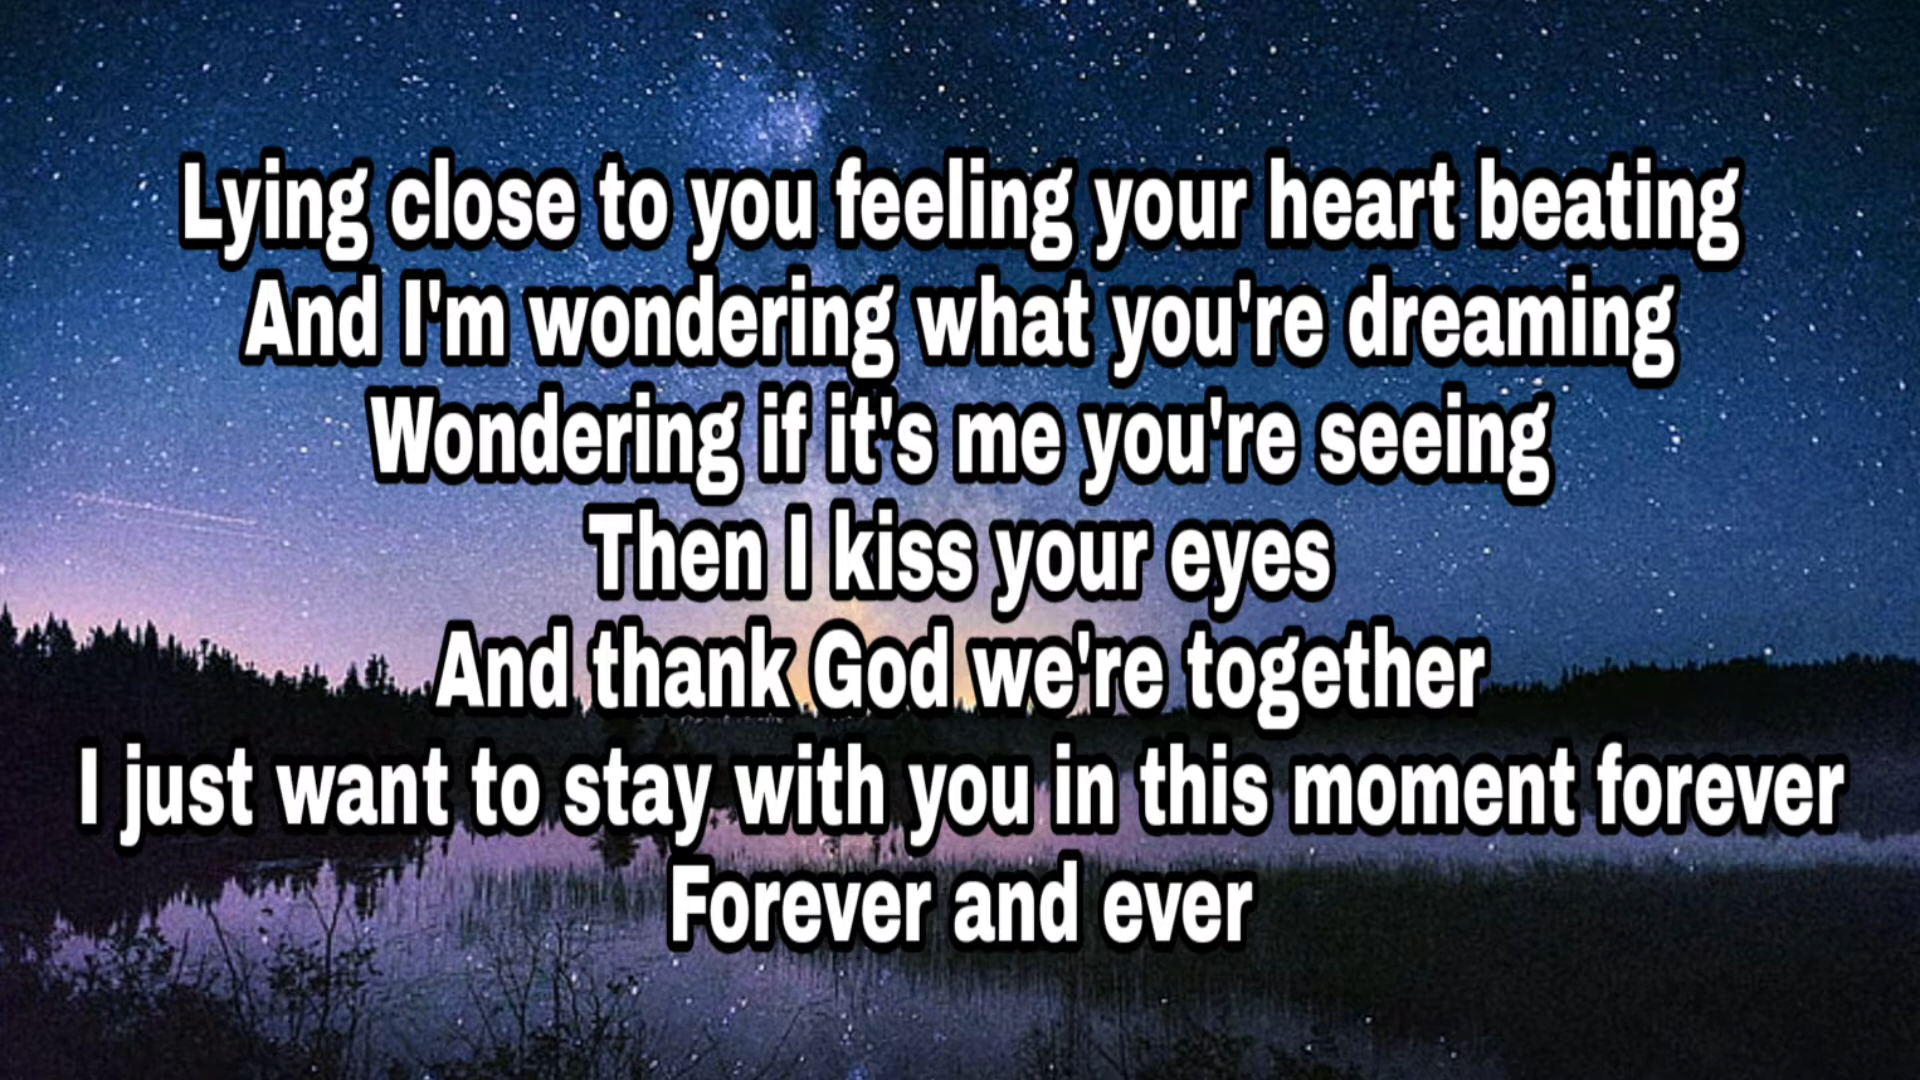 Lying close to you feeling your heart beating
And I'm wondering what you're dreaming
Wondering if it's me you're seeing
Then I kiss your eyes
And thank God we're together
I just want to stay with you in this moment forever
Forever and ever